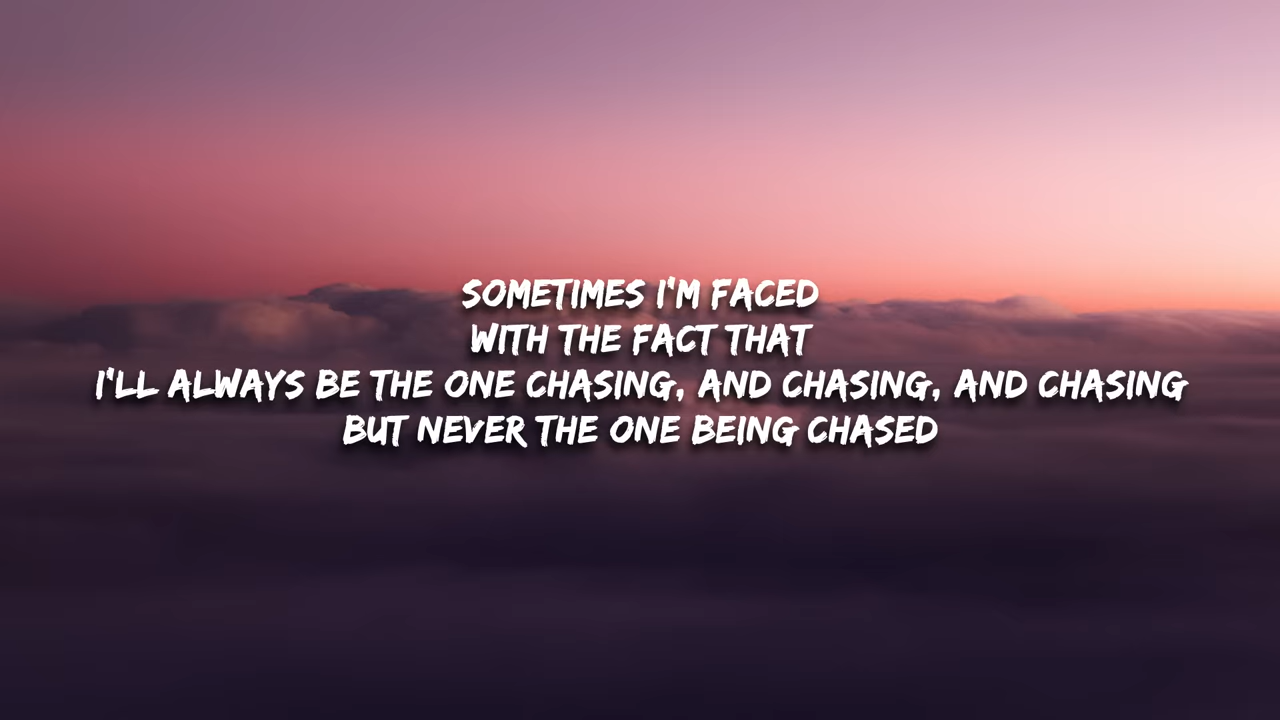 SOMETIMES I'M FACED
WITH THE FACT THAT
I'LL ALWAYS BE THE ONE CHASING, AND CHASING, AND CHASING
BUT NEVER THE ONE BEING CHASED